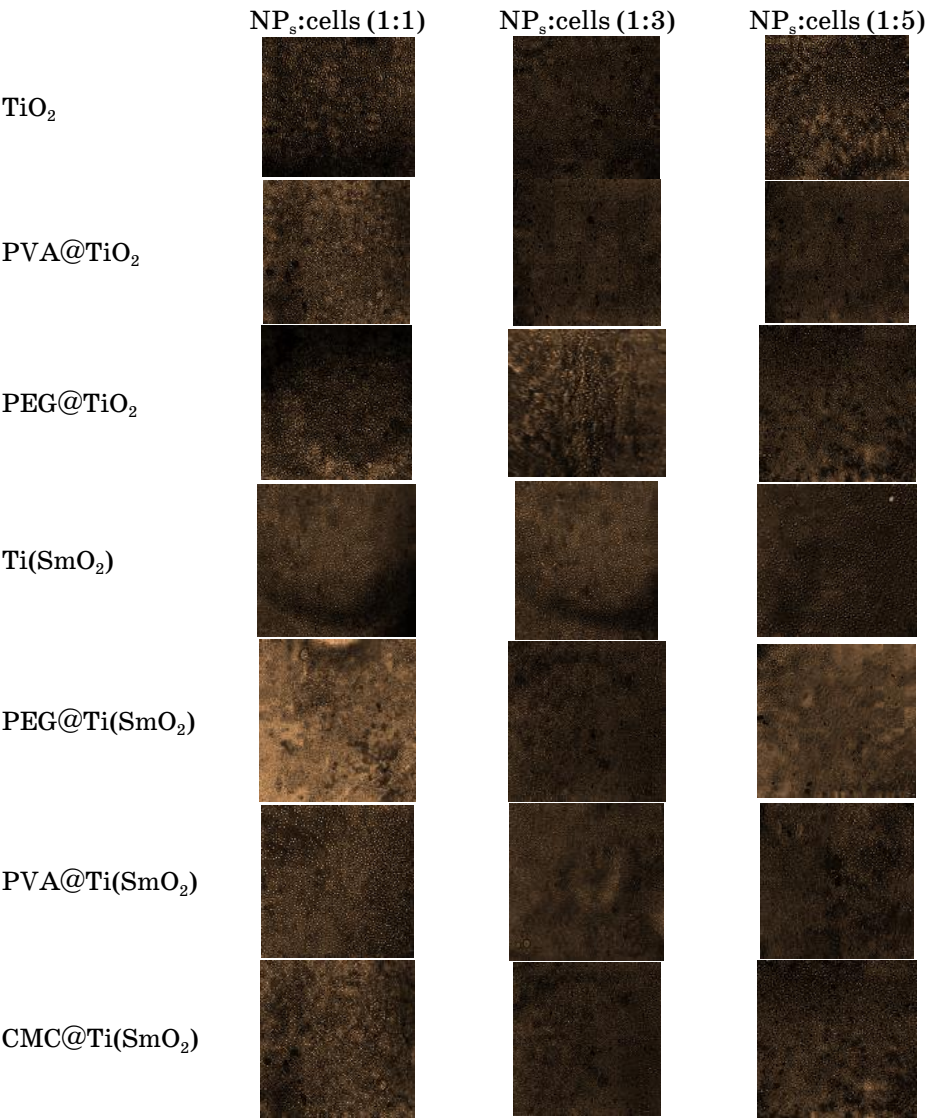 NPₛ:cells (1:1) NPₛ:cells (1:3) NPₛ:cells (1:5)
TiO₂
PVA@TiO₂
PEG@TiO₂
Ti(SmO₂)
PEG@Ti(SmO₂)
PVA@Ti(SmO₂)
CMC@Ti(SmO₂)